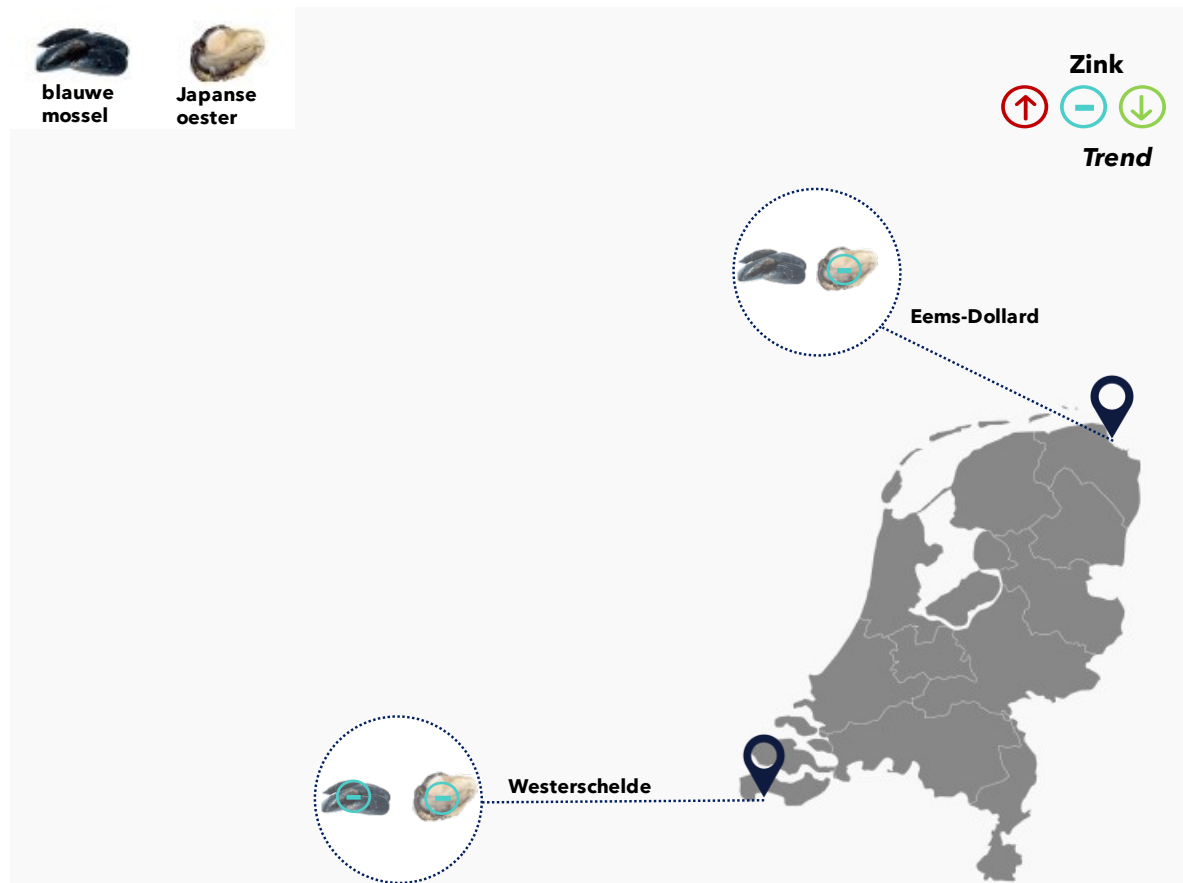 blauwe
mossel
Japanse
oester
Zink
Trend
Eems-Dollard
Westerschelde